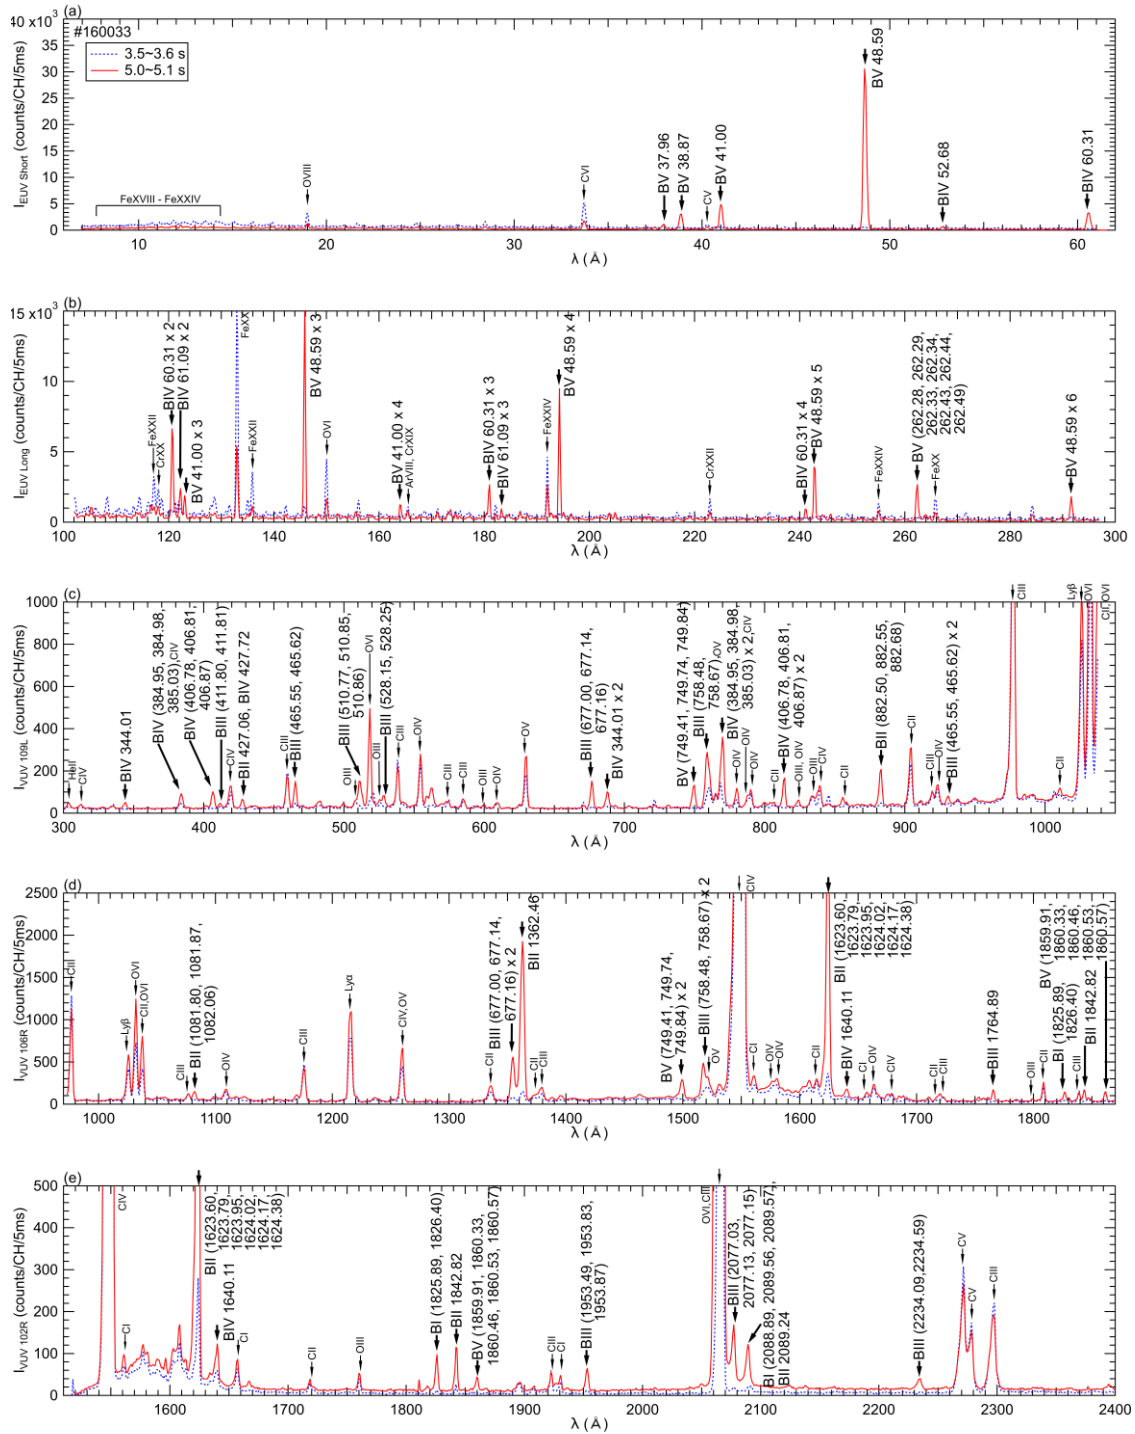 (a)
#160033
3.5~3.6 s
5.0~5.1 s
I EUV Short (counts/CH/5ms)
40x10³
35
30
25
20
15
10
5
0
FeXVIII - FeXXIV
OVIII
CVI
BV 37.96
BV 38.87
CV
BV 41.00
BV 48.59
BIV 52.68
BIV 60.31
10
20
30
40
50
60
λ (Å)
(b)
I EUV Long (counts/CH/5ms)
15x10³
10
5
0
FeXXII
CrXX
BIV 60.31 x 2
BIV 61.09 x 2
BV 41.00 x 3
FeXX
FeXXII
BV 48.59 x 3
OVI
BV 41.00 x 4
ArVIII, CrXIX
BIV 60.31 x 3
BIV 61.09 x 3
FeXXIV
BV 48.59 x 4
CrXXII
BIV 60.31 x 4
BV 48.59 x 5
FeXXIV
BV (262.28, 262.29,
262.33, 262.34,
262.43, 262.44,
262.49)
FeXX
BV 48.59 x 6
100
120
140
160
180
200
220
240
260
280
300
λ (Å)
(c)
I VUV 109L (counts/CH/5ms)
1000
800
600
400
200
0
HeII
CIV
BIV 344.01
BIV (384.95, 384.98,
385.03),CIV
BIV (406.78, 406.81,
406.87)
BIII (411.80, 411.81)
CIV
BII 427.06, BIV 427.72
CIII
BIII (465.55, 465.62)
OIII
BIII (510.77, 510.85,
510.86)
OVI
OIII
BIII (528.15, 528.25)
CIII
OIV
CIII
CIII
OIII
OIV
OV
BIII (677.00, 677.14,
677.16)
BIV 344.01 x 2
BV (749.41, 749.74, 749.84)
BIII (758.48,
758.67),OV
BIV (384.95, 384.98,
385.03) x 2,CIV
OIV
OIV
OIV
CII
BIV (406.78, 406.81,
406.87) x 2
OIII, OIV
OIII
CIV
CII
BII (882.50, 882.55,
882.68)
CII
CIII
OIV
BIII (465.55, 465.62) x 2
CIII
CII
Lyβ
OVI
CII, OVI
300
400
500
600
700
800
900
1000
λ (Å)
(d)
I VUV 106R (counts/CH/5ms)
2500
2000
1500
1000
500
0
CIII
Lyβ
OVI
CII,OVI
CIII
BII (1081.80, 1081.87,
1082.06)
OIV
CIII
Lyα
CIV,OV
CII
BIII (677.00, 677.14,
677.16) x 2
BII 1362.46
CII
CIII
BV (749.41, 749.74,
749.84) x 2
BIII (758.48, 758.67) x 2
OV
CIV
CI
OIV
OIV
CII
BII (1623.60,
1623.79,
1623.95,
1624.02,
1624.17,
1624.38)
BIV 1640.11
CI
OIV
CIV
CII
CIII
BIII 1764.89
OIII
CII
BI (1825.89,
1826.40)
CIII
BII 1842.82
BV (1859.91,
1860.33,
1860.46,
1860.53,
1860.57)
1000
1100
1200
1300
1400
1500
1600
1700
1800
λ (Å)
(e)
I VUV 102R (counts/CH/5ms)
500
400
300
200
100
0
CIV
CI
BII (1623.60,
1623.79,
1623.95,
1624.02,
1624.17,
1624.38)
BIV 1640.11
CI
CII
OIII
BI (1825.89, 1826.40)
BII 1842.82
BV (1859.91, 1860.33,
1860.46, 1860.53, 1860.57)
CIII
CI
BIII (1953.49, 1953.83,
1953.87)
OVI,CIII
BIII (2077.03,
2077.13, 2077.15)
BI (2088.89, 2089.56, 2089.57),
BII 2089.24
BIII (2234.09,2234.59)
CV
CV
CIII
1600
1700
1800
1900
2000
2100
2200
2300
2400
λ (Å)